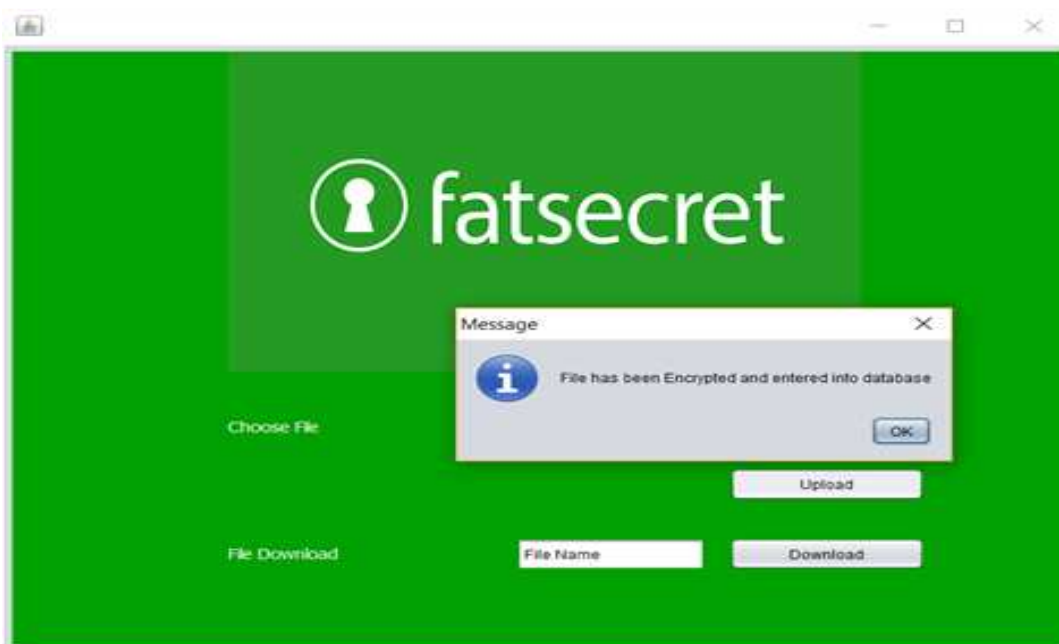 fatsecret
Message
File has been Encrypted and entered into database
OK
Choose File
Upload
File Download
File Name
Download